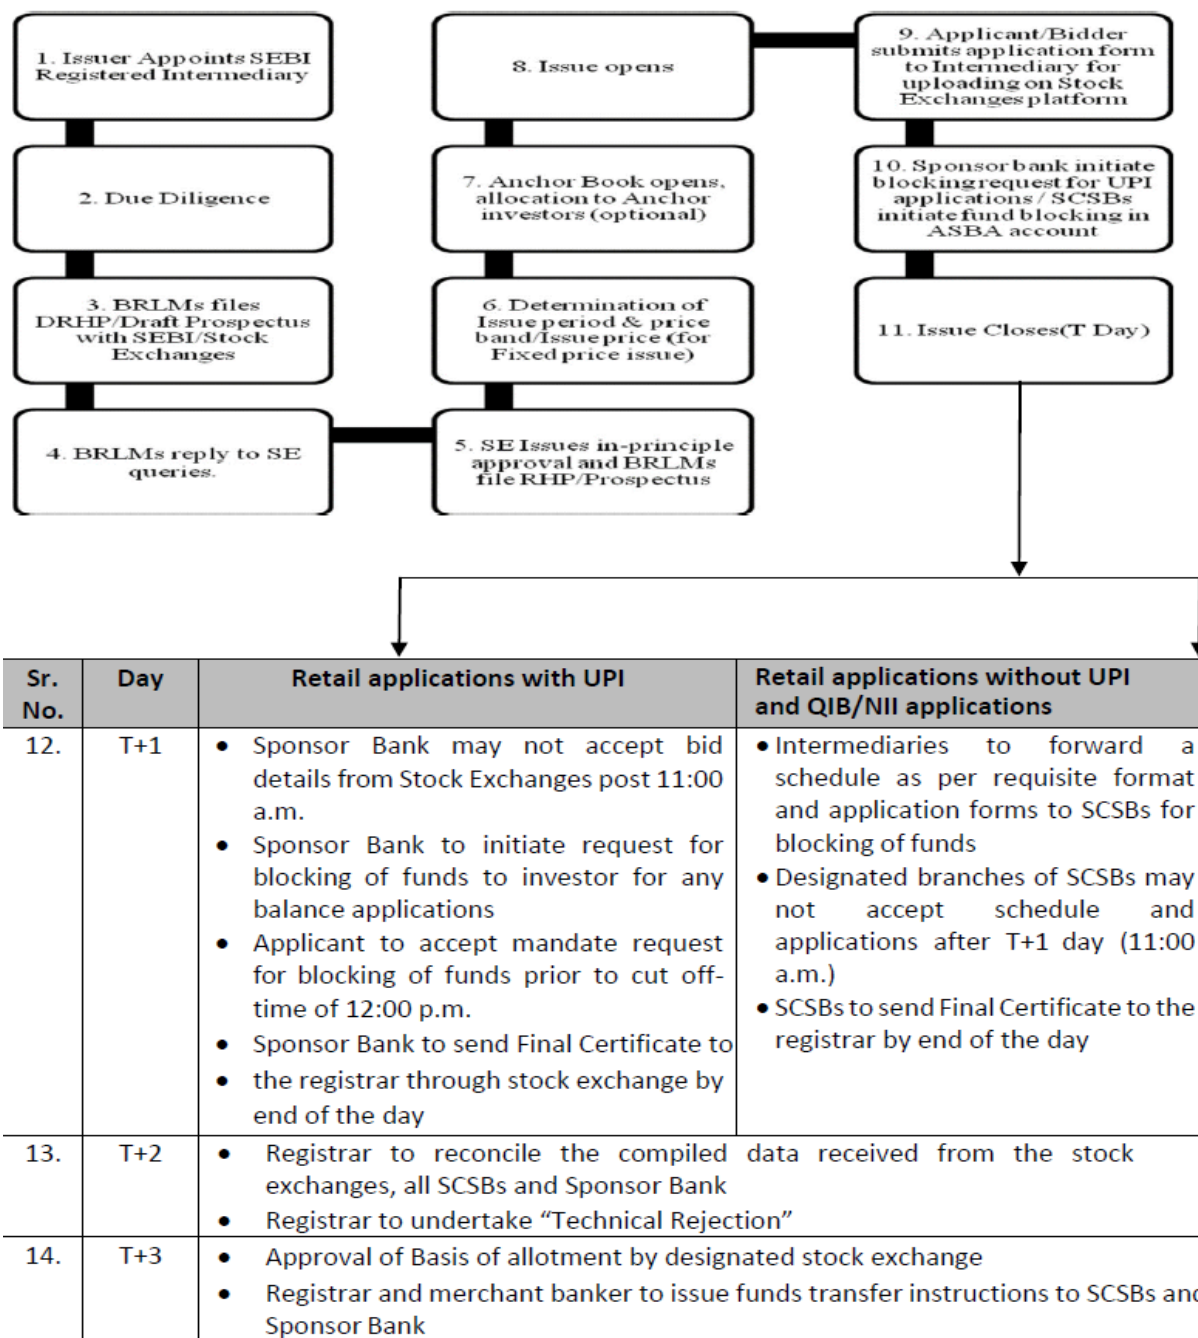 1. Issuer Appoints SEBI
Registered Intermediary
2. Due Diligence
3. BRLMs files
DRHP/Draft Prospectus
with SEBI/Stock
Exchanges
4. BRLMs reply to SE
queries.
5. SE Issues in-principle
approval and BRLMs
file RHP/Prospectus
6. Determination of
Issue period & price
band/Issue price (for
Fixed price issue)
7. Anchor Book opens,
allocation to Anchor
investors (optional)
8. Issue opens
9. Applicant/Bidder
submits application form
to Intermediary for
uploading on Stock
Exchanges platform
10. Sponsor bank initiate
blocking request for UPI
applications / SCSBs
initiate fund blocking in
ASBA account
11. Issue Closes(T Day)
Sr.
No.
Day
Retail applications with UPI
Retail applications without UPI
and QIB/NII applications
12.
T+1
• Sponsor Bank may not accept bid
details from Stock Exchanges post 11:00
a.m.
• Sponsor Bank to initiate request for
blocking of funds to investor for any
balance applications
• Applicant to accept mandate request
for blocking of funds prior to cut off-
time of 12:00 p.m.
• Sponsor Bank to send Final Certificate to
• the registrar through stock exchange by
end of the day
• Intermediaries to forward a
schedule as per requisite format
and application forms to SCSBs for
blocking of funds
• Designated branches of SCSBs may
not accept schedule and
applications after T+1 day (11:00
a.m.)
• SCSBs to send Final Certificate to the
registrar by end of the day
13.
T+2
• Registrar to reconcile the compiled data received from the stock
exchanges, all SCSBs and Sponsor Bank
• Registrar to undertake “Technical Rejection”
14.
T+3
• Approval of Basis of allotment by designated stock exchange
• Registrar and merchant banker to issue funds transfer instructions to SCSBs and
Sponsor Bank